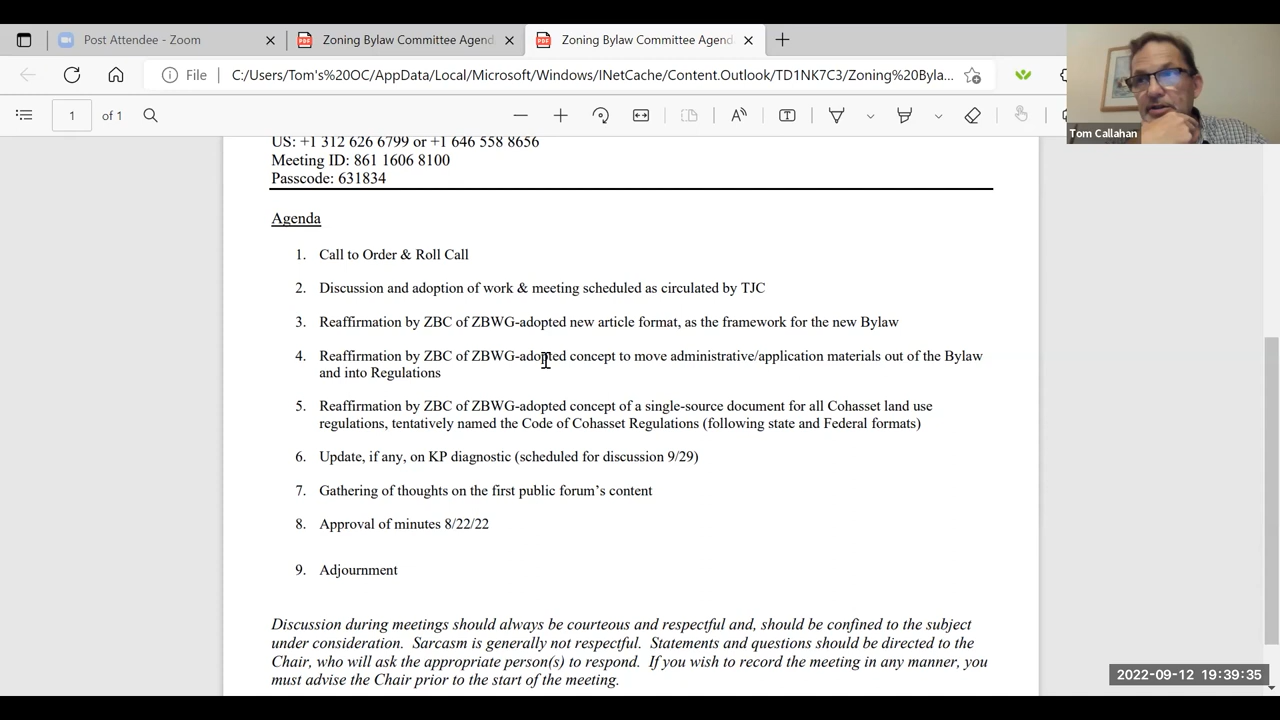 Post Attendee - Zoom
Zoning Bylaw Committee Agend
Zoning Bylaw Committee Agend
File
C:/Users/Tom's%20OC/AppData/Local/Microsoft/Windows/INetCache/Content.Outlook/TD1NK7C3/Zoning%20Byla...
1 of 1
Tom Callahan
US: +1 312 626 6799 or +1 646 558 8656
Meeting ID: 861 1606 8100
Passcode: 631834
Agenda
1. Call to Order & Roll Call
2. Discussion and adoption of work & meeting scheduled as circulated by TJC
3. Reaffirmation by ZBC of ZBWG-adopted new article format, as the framework for the new Bylaw
4. Reaffirmation by ZBC of ZBWG-adopted concept to move administrative/application materials out of the Bylaw
and into Regulations
5. Reaffirmation by ZBC of ZBWG-adopted concept of a single-source document for all Cohasset land use
regulations, tentatively named the Code of Cohasset Regulations (following state and Federal formats)
6. Update, if any, on KP diagnostic (scheduled for discussion 9/29)
7. Gathering of thoughts on the first public forum's content
8. Approval of minutes 8/22/22
9. Adjournment
Discussion during meetings should always be courteous and respectful and, should be confined to the subject
under consideration. Sarcasm is generally not respectful. Statements and questions should be directed to the
Chair, who will ask the appropriate person(s) to respond. If you wish to record the meeting in any manner, you
must advise the Chair prior to the start of the meeting.
2022-09-12 19:39:35